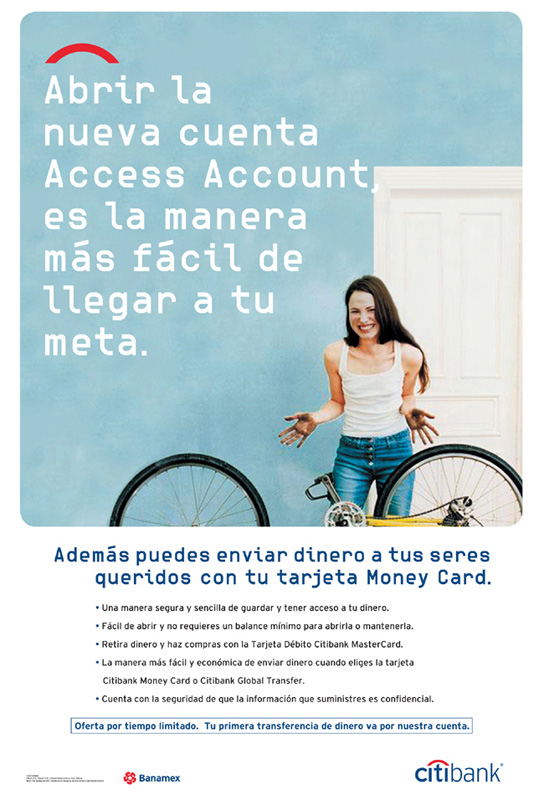 Abrir la
nueva cuenta
Access Account,
es la manera
más fácil de
llegar a tu
meta.
Además puedes enviar dinero a tus seres
queridos con tu tarjeta Money Card.
• Una manera segura y sencilla de guardar y tener acceso a tu dinero.
• Fácil de abrir y no requieres un balance mínimo para abrirla o mantenerla.
• Retira dinero y haz compras con la Tarjeta Débito Citibank MasterCard.
• La manera más fácil y económica de enviar dinero cuando eliges la tarjeta
Citibank Money Card o Citibank Global Transfer.
• Cuenta con la seguridad de que la información que suministres es confidencial.
Oferta por tiempo limitado. Tu primera transferencia de dinero va por nuestra cuenta.
Banamex
citibank®